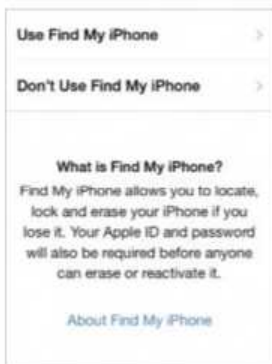 Use Find My iPhone
Don't Use Find My iPhone
What is Find My iPhone?
Find My iPhone allows you to locate,
lock and erase your iPhone if you
lose it. Your Apple ID and password
will also be required before anyone
can erase or reactivate it.
About Find My iPhone